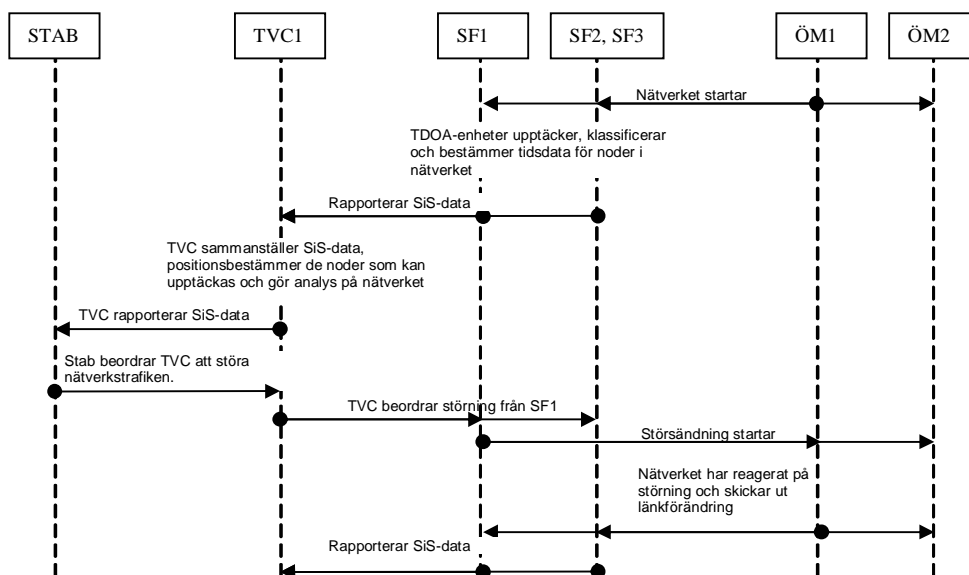 STAB
TVC1
SF1
SF2, SF3
ÖM1
ÖM2
Nätverket startar
TDOA-enheter upptäcker, klassificerar
och bestämmer tidsdata för noder i
nätverket
Rapporterar SiS-data
TVC sammanställer SiS-data,
positionsbestämmer de noder som kan
upptäckas och gör analys på nätverket
TVC rapporterar SiS-data
Stab beordrar TVC att störa
nätverkstrafiken.
TVC beordrar störning från SF1
Störsändning startar
Nätverket har reagerat på
störning och skickar ut
länkförändring
Rapporterar SiS-data